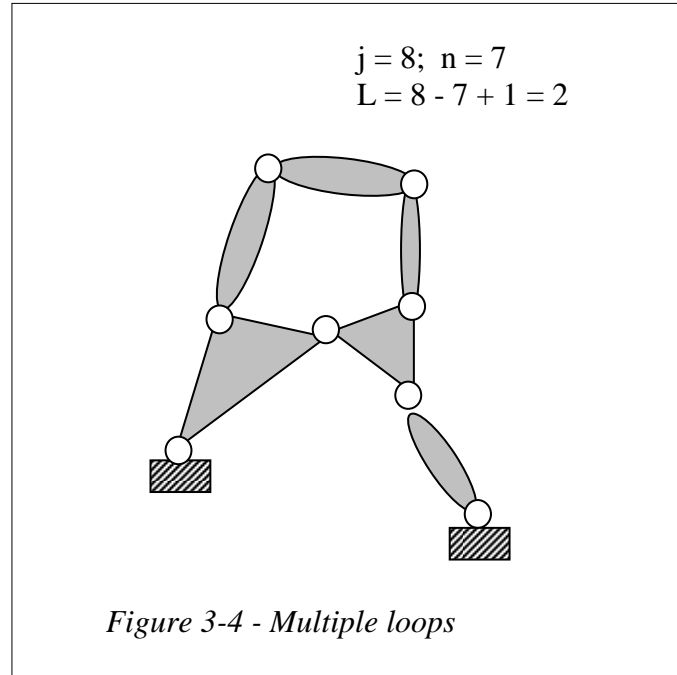 j = 8; n = 7
L = 8 - 7 + 1 = 2
Figure 3-4 - Multiple loops